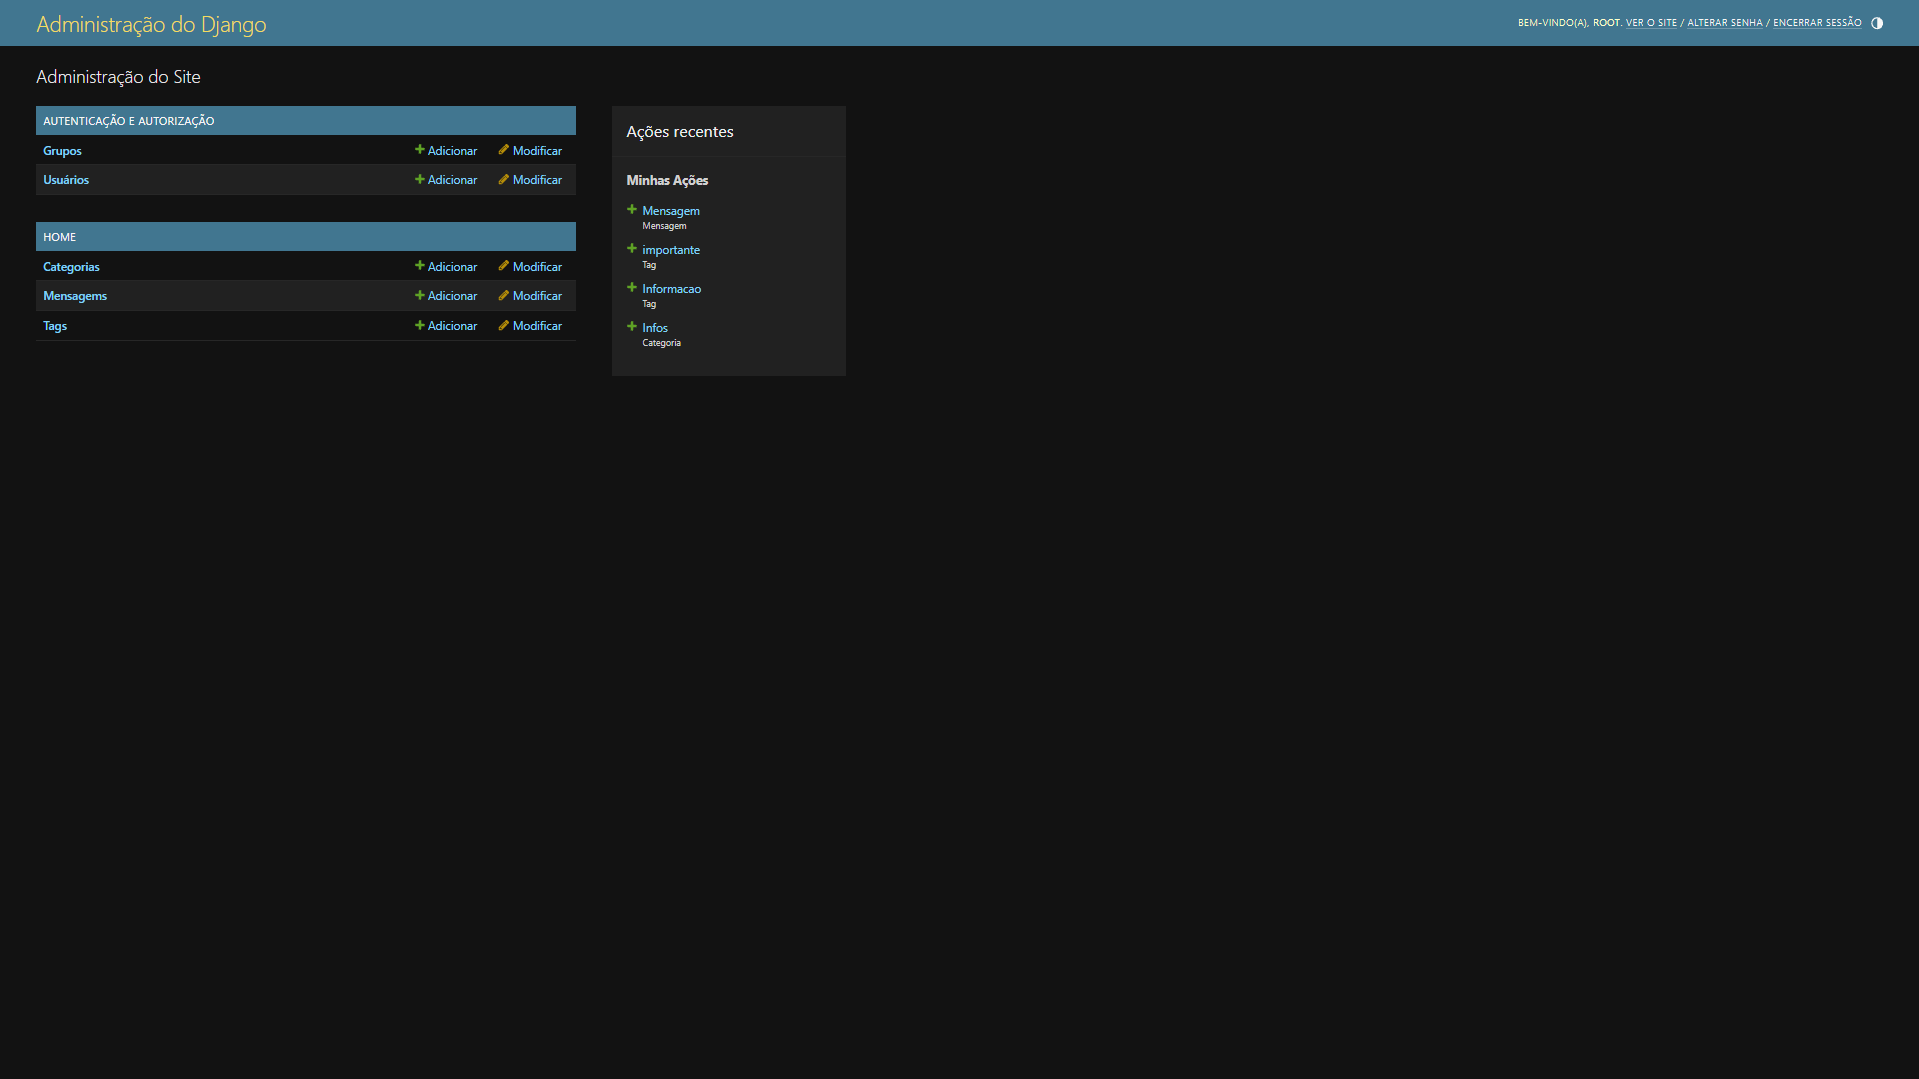 Administração do Django
BEM-VINDO(A), ROOT. VER O SITE / ALTERAR SENHA / ENCERRAR SESSÃO
Administração do Site
AUTENTICAÇÃO E AUTORIZAÇÃO
Grupos Adicionar Modificar
Usuários Adicionar Modificar
HOME
Categorias Adicionar Modificar
Mensagems Adicionar Modificar
Tags Adicionar Modificar
Ações recentes
Minhas Ações
Mensagem
Mensagem
importante
Tag
Informacao
Tag
Infos
Categoria